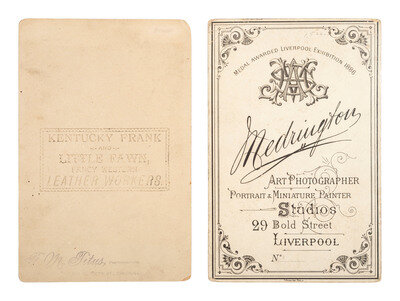 KENTUCKY FRANK
AND
LITTLE FAWN,
FANCY WESTERN
LEATHER WORKERS.
MEDAL AWARDED LIVERPOOL EXHIBITION 1886
Medrington
ART PHOTOGRAPHER
PORTRAIT & MINIATURE PAINTER
Studios
29 Bold Street
LIVERPOOL
No